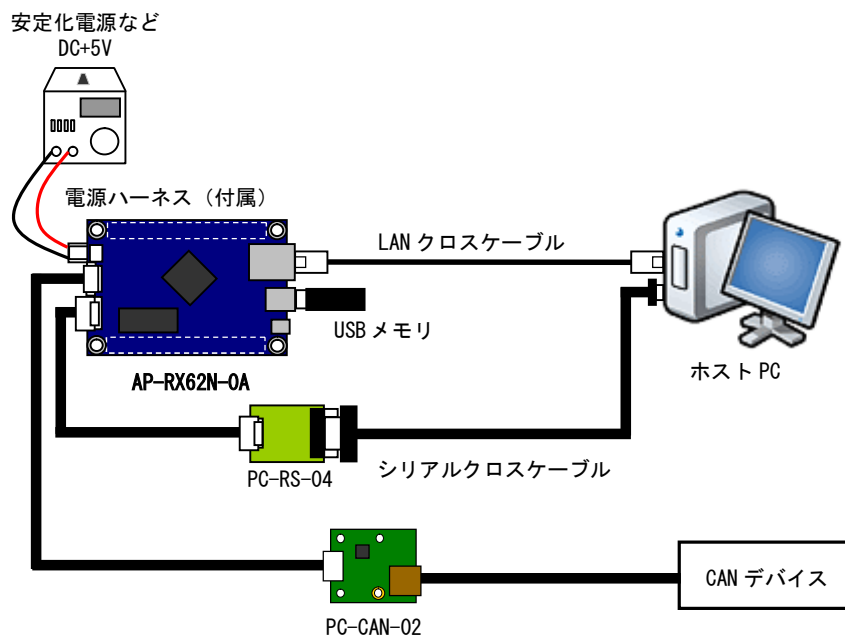 安定化電源など
DC+5V
電源ハーネス（付属）
LAN クロスケーブル
USB メモリ
ホスト PC
AP-RX62N-0A
シリアルクロスケーブル
PC-RS-04
CAN デバイス
PC-CAN-02